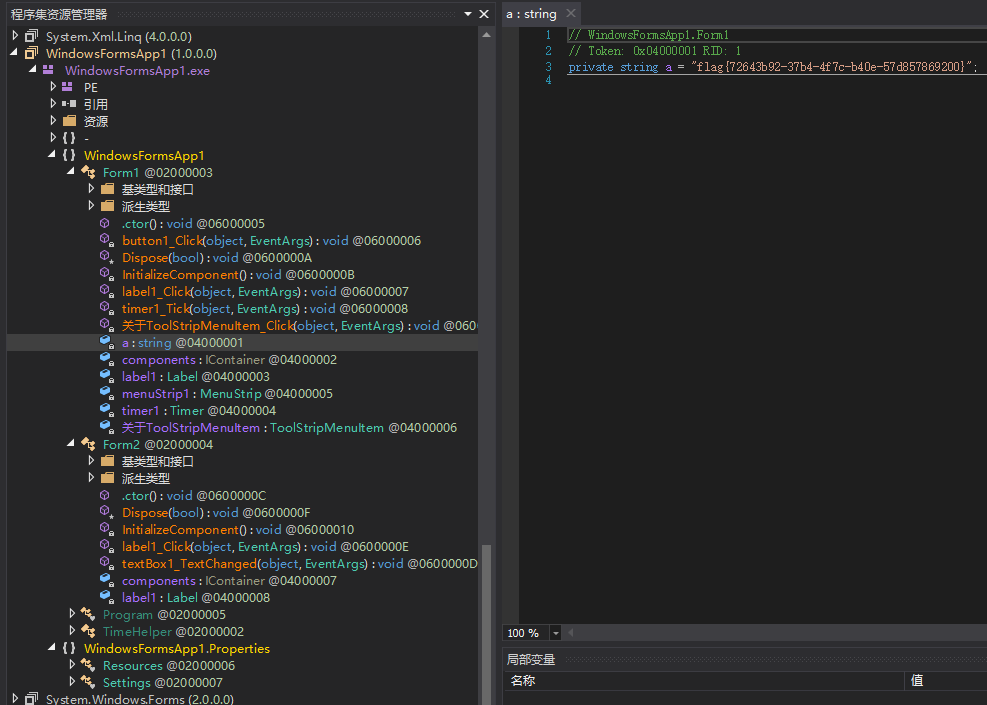 程序集资源管理器
System.Xml.Linq (4.0.0.0)
WindowsFormsApp1 (1.0.0.0)
WindowsFormsApp1.exe
PE
引用
资源
{ } -
{ } WindowsFormsApp1
Form1 @02000003
基类型和接口
派生类型
.ctor() : void @06000005
button1_Click(object, EventArgs) : void @06000006
Dispose(bool) : void @0600000A
InitializeComponent() : void @0600000B
label1_Click(object, EventArgs) : void @06000007
timer1_Tick(object, EventArgs) : void @06000008
关于ToolStripMenuItem_Click(object, EventArgs) : void @060
a : string @04000001
components : IContainer @04000002
label1 : Label @04000003
menuStrip1 : MenuStrip @04000005
timer1 : Timer @04000004
关于ToolStripMenuItem : ToolStripMenuItem @04000006
Form2 @02000004
基类型和接口
派生类型
.ctor() : void @0600000C
Dispose(bool) : void @0600000F
InitializeComponent() : void @06000010
label1_Click(object, EventArgs) : void @0600000E
textBox1_TextChanged(object, EventArgs) : void @0600000D
components : IContainer @04000007
label1 : Label @04000008
Program @02000005
TimeHelper @02000002
{ } WindowsFormsApp1.Properties
Resources @02000006
Settings @02000007
System.Windows.Forms (2.0.0.0)
a : string
1 // WindowsFormsApp1.Form1
2 // Token: 0x04000001 RID: 1
3 private string a = "flag{72643b92-37b4-4f7c-b40e-57d857869200}";
4
100 %
局部变量
名称 值